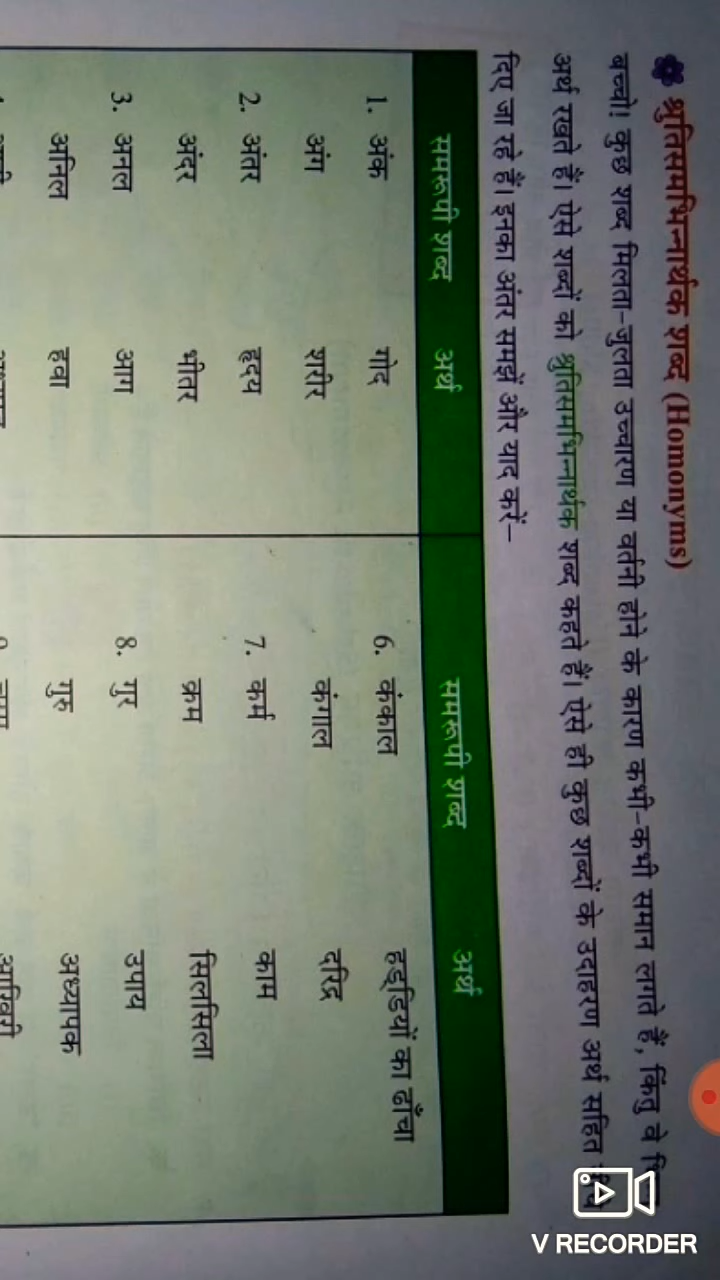 श्रुतिसमभिन्नार्थक शब्द (Homonyms)
बच्चो! कुछ शब्द मिलता-जुलता उच्चारण या वर्तनी होने के कारण कभी-कभी समान लगते हैं, किंतु वे
अर्थ रखते हैं। ऐसे शब्दों को श्रुतिसमभिन्नार्थक शब्द कहते हैं। ऐसे ही कुछ शब्दों के उदाहरण अर्थ सहित
दिए जा रहे हैं। इनका अंतर समझें और याद करें–
समरूपी शब्द अर्थ समरूपी शब्द अर्थ
1. अंक गोद 6. कंकाल हड्डियों का ढाँचा
अंग शरीर कंगाल दरिद्र
2. अंतर हृदय 7. कर्म काम
अंदर भीतर क्रम सिलसिला
3. अनल आग 8. गुर उपाय
अनिल हवा गुरु अध्यापक
V RECORDER